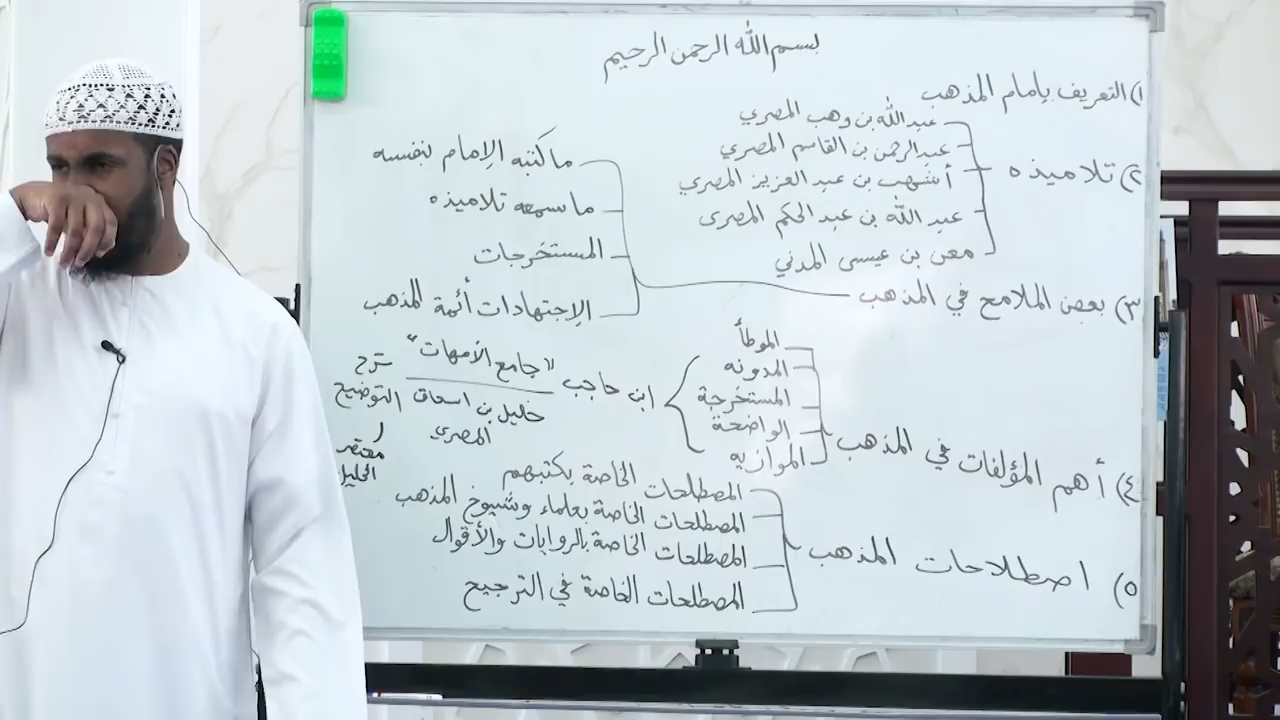 بسم الله الرحمن الرحيم
١) التعريف بإمام المذهب
٢) تلاميذه
عبد الله بن وهب المصري
عبد الرحمن بن القاسم المصري
أشهب بن عبد العزيز المصري
عبد الله بن عبد الحكم المصرى
معن بن عيسى المدني
٣) بعض الملامح في المذهب
ما كتبه الإمام بنفسه
ما سمعه تلاميذه
المستخرجات
الإجتهادات أئمة المذهب
٤) أهم المؤلفات في المذهب
الموطأ
المدونه
المستخرجة
الواضحة
الموازيه
ابن حاجب "جامع الأمهات"
خليل بن اسحاق
المصري
شرح
التوضيح
مختصر
الخليل
٥) اصطلاحات المذهب
المصطلحات الخاصة بكتبهم
المصطلحات الخاصة بعلماء وشيوخ المذهب
المصطلحات الخاصة بالروايات والأقوال
المصطلحات الخاصة في الترجيح